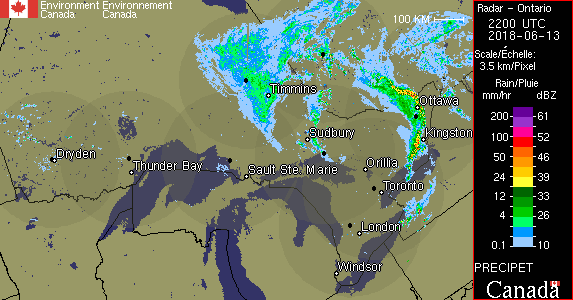 Environment Environnement
Canada Canada
100 KM
Timmins
Ottawa
Sudbury
Kingston
Dryden
Thunder Bay
Sault Ste. Marie
Orillia
Toronto
London
Windsor
Radar - Ontario
2200 UTC
2018-06-13
Scale/Échelle:
3.5 km/Pixel
Rain/Pluie
mm/hr dBZ
200 61
100 52
50 46
24 39
12 33
4 26
0.1 10
PRECIPET
Canada